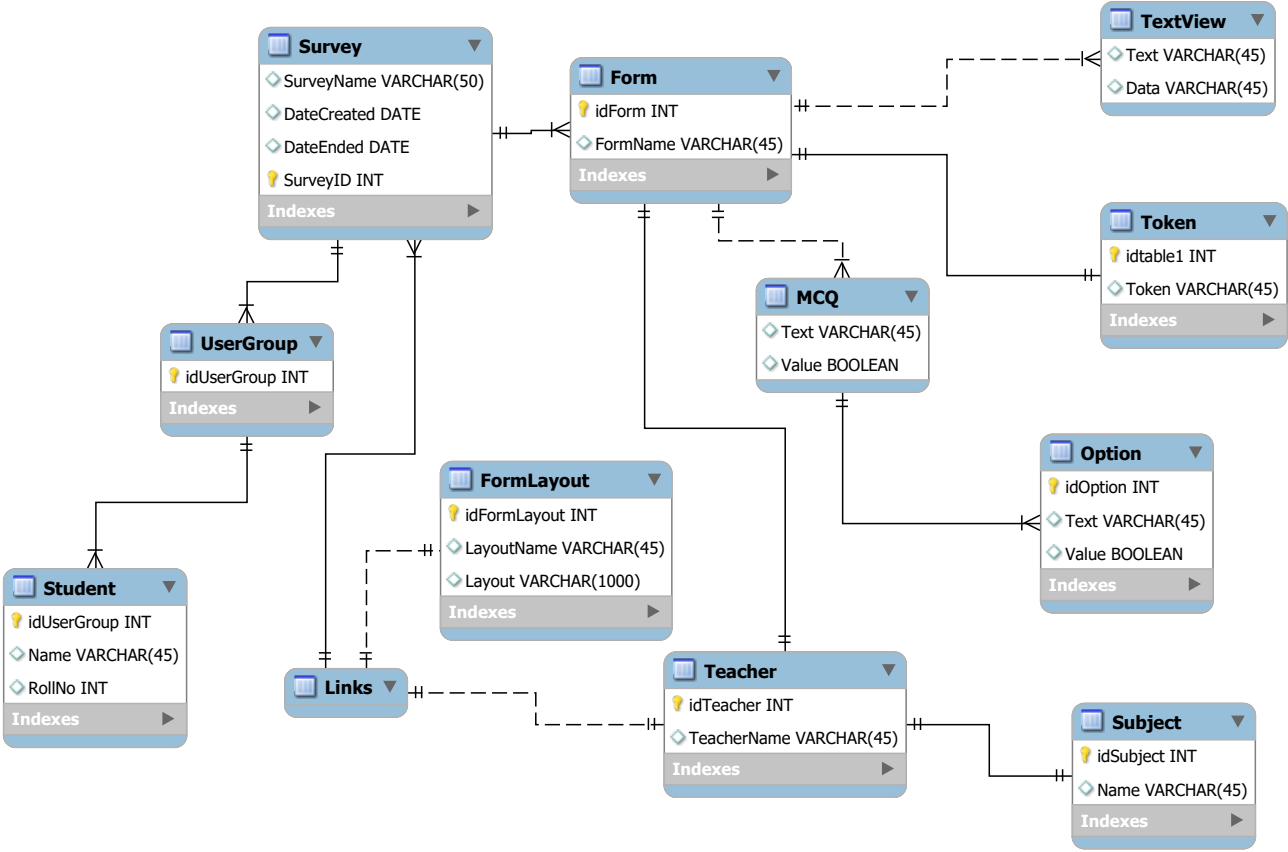 Survey
SurveyName VARCHAR(50)
DateCreated DATE
DateEnded DATE
SurveyID INT
Indexes
Form
idForm INT
FormName VARCHAR(45)
Indexes
TextView
Text VARCHAR(45)
Data VARCHAR(45)
Token
idtable1 INT
Token VARCHAR(45)
Indexes
MCQ
Text VARCHAR(45)
Value BOOLEAN
UserGroup
idUserGroup INT
Indexes
FormLayout
idFormLayout INT
LayoutName VARCHAR(45)
Layout VARCHAR(1000)
Indexes
Option
idOption INT
Text VARCHAR(45)
Value BOOLEAN
Indexes
Student
idUserGroup INT
Name VARCHAR(45)
RollNo INT
Indexes
Links
Teacher
idTeacher INT
TeacherName VARCHAR(45)
Indexes
Subject
idSubject INT
Name VARCHAR(45)
Indexes